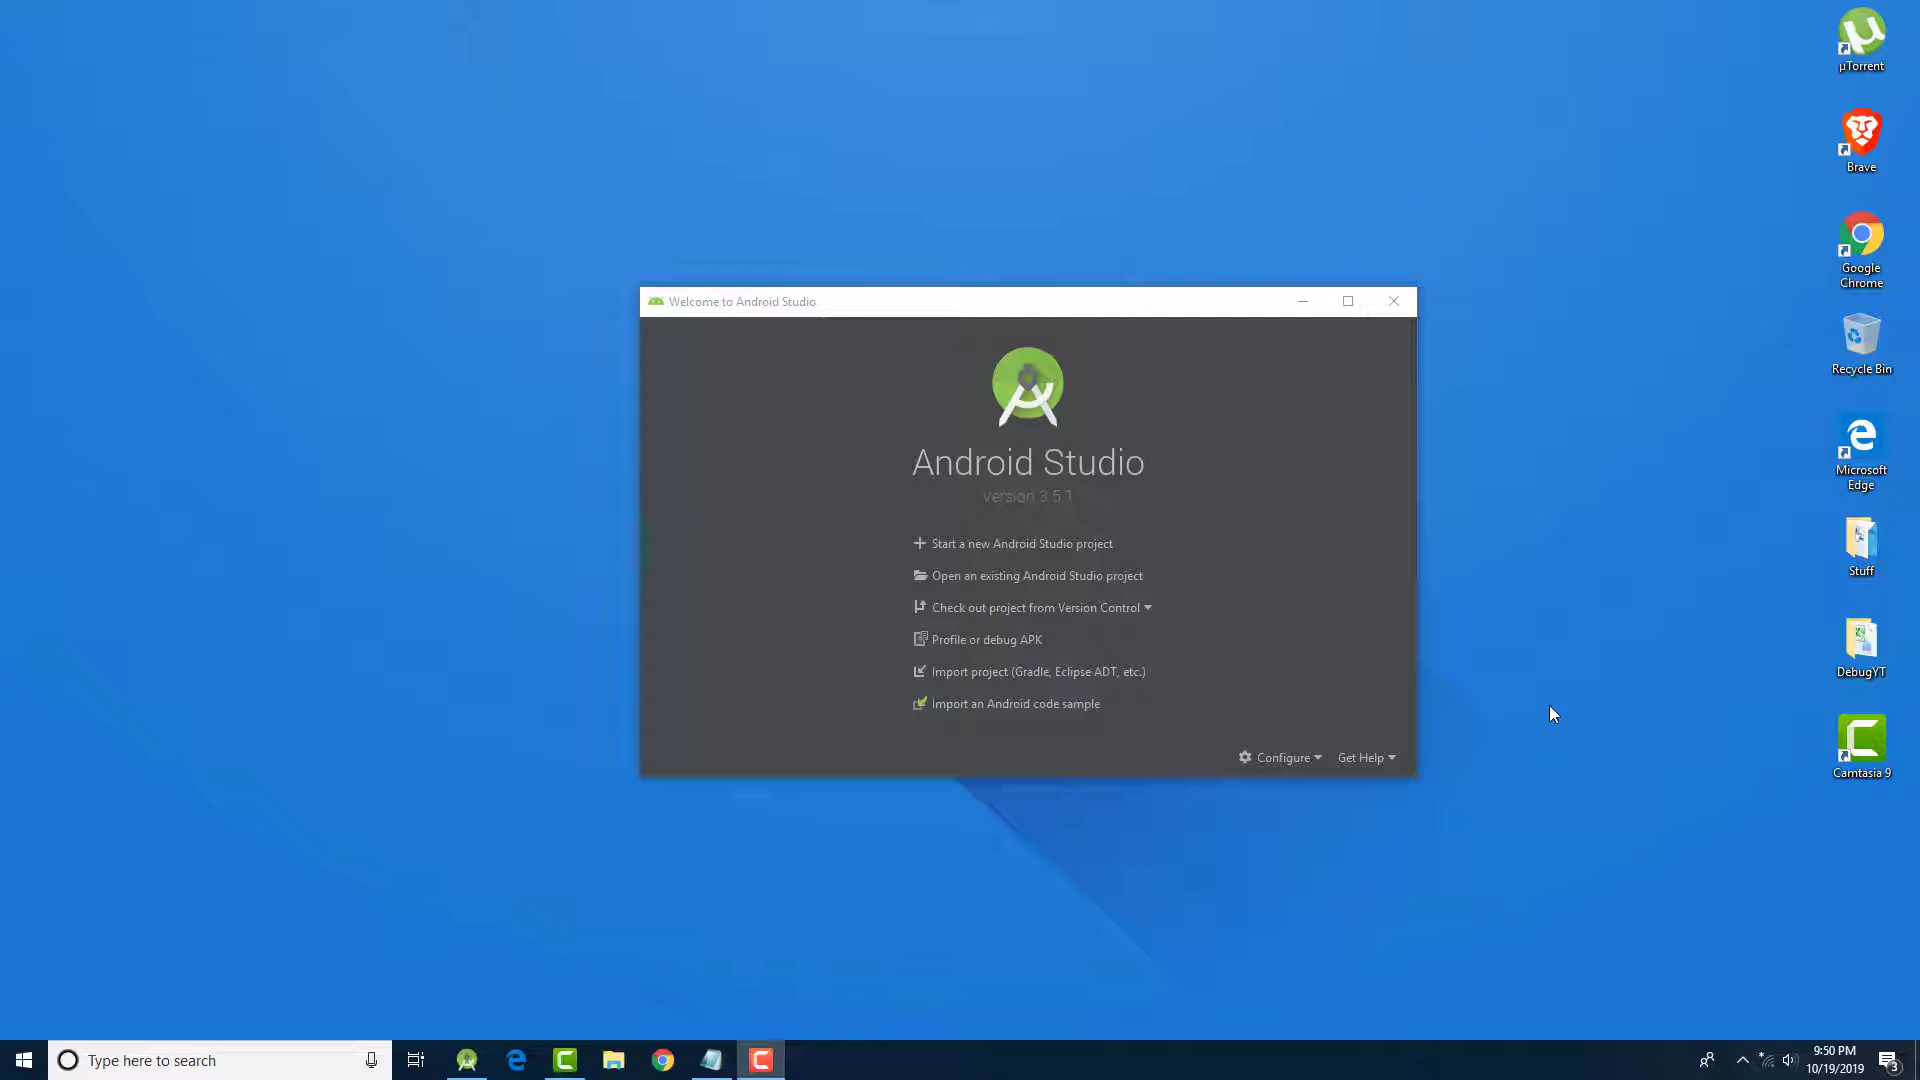 µTorrent
Brave
Google
Chrome
Welcome to Android Studio
Recycle Bin
Android Studio
version 3.5.1
Microsoft
Edge
Start a new Android Studio project
Open an existing Android Studio project
Stuff
Check out project from Version Control
Profile or debug APK
Import project (Gradle, Eclipse ADT, etc.)
DebugYT
Import an Android code sample
Configure
Get Help
Camtasia 9
Type here to search
9:50 PM
10/19/2019
3